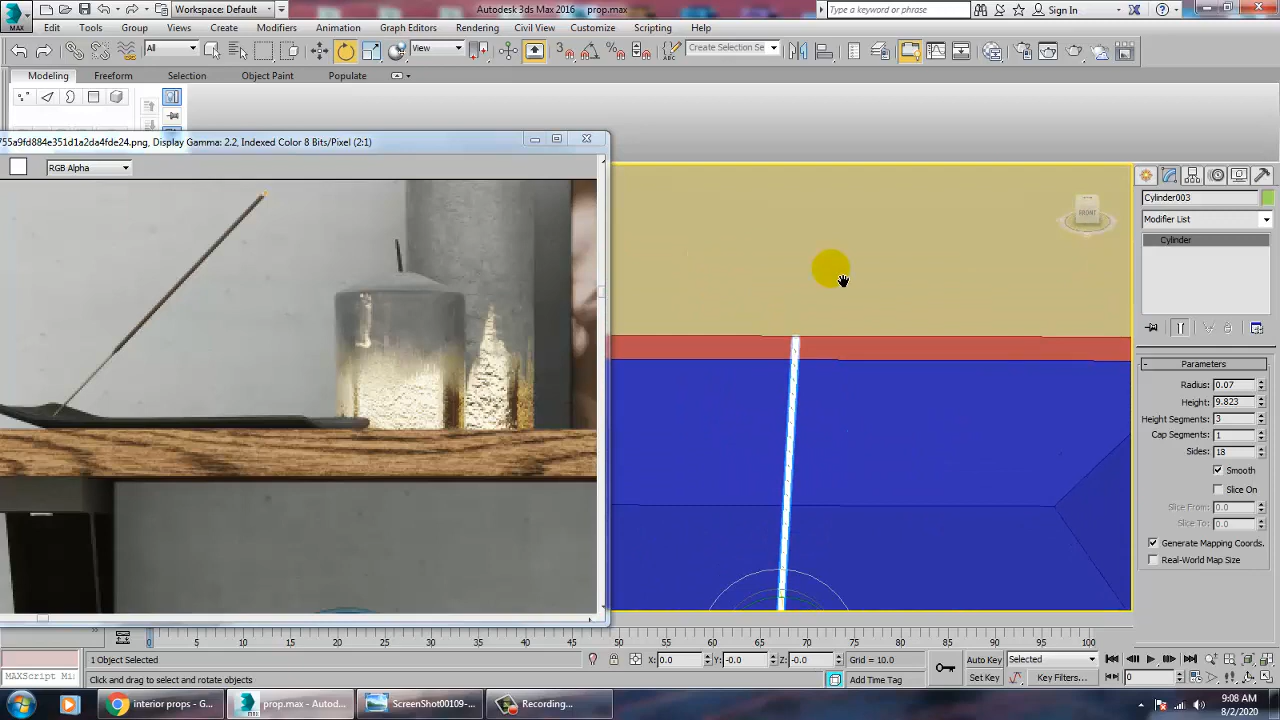 MAX
Workspace: Default
Autodesk 3ds Max 2016 prop.max
Type a keyword or phrase
Sign In
Edit Tools Group Views Create Modifiers Animation Graph Editors Rendering Civil View Customize Scripting Help
All
View
Create Selection Se
Modeling Freeform Selection Object Paint Populate
755a9fd884e351d1a2da4fde24.png, Display Gamma: 2.2, Indexed Color 8 Bits/Pixel (2:1)
RGB Alpha
FRONT
Cylinder003
Modifier List
Cylinder
Parameters
Radius: 0.07
Height: 9.823
Height Segments: 3
Cap Segments: 1
Sides: 18
Smooth
Slice On
Slice From: 0.0
Slice To: 0.0
Generate Mapping Coords.
Real-World Map Size
0 5 10 15 20 25 30 35 40 45 50 55 60 65 70 75 80 85 90 95 100
1 Object Selected
X: 0.0 Y: -0.0 Z: -0.0 Grid = 10.0
Auto Key Selected
MAXScript Mi
Click and drag to select and rotate objects
Add Time Tag
Set Key Key Filters...
0
interior props - G...
prop.max - Autod...
ScreenShot00109-...
Recording...
9:08 AM
8/2/2020